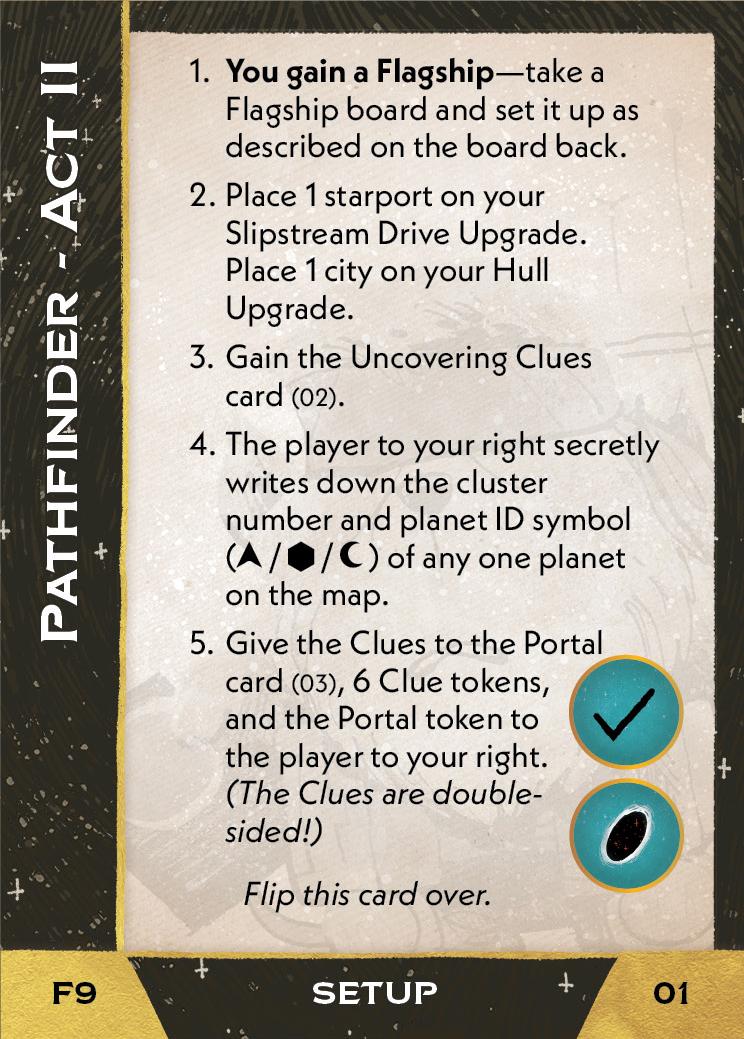 PATHFINDER - ACT II
1. You gain a Flagship—take a
Flagship board and set it up as
described on the board back.
2. Place 1 starport on your
Slipstream Drive Upgrade.
Place 1 city on your Hull
Upgrade.
3. Gain the Uncovering Clues
card (02).
4. The player to your right secretly
writes down the cluster
number and planet ID symbol
(⮝/⬢/☾) of any one planet
on the map.
5. Give the Clues to the Portal
card (03), 6 Clue tokens,
and the Portal token to
the player to your right.
(The Clues are double-
sided!)
Flip this card over.
F9
SETUP
01